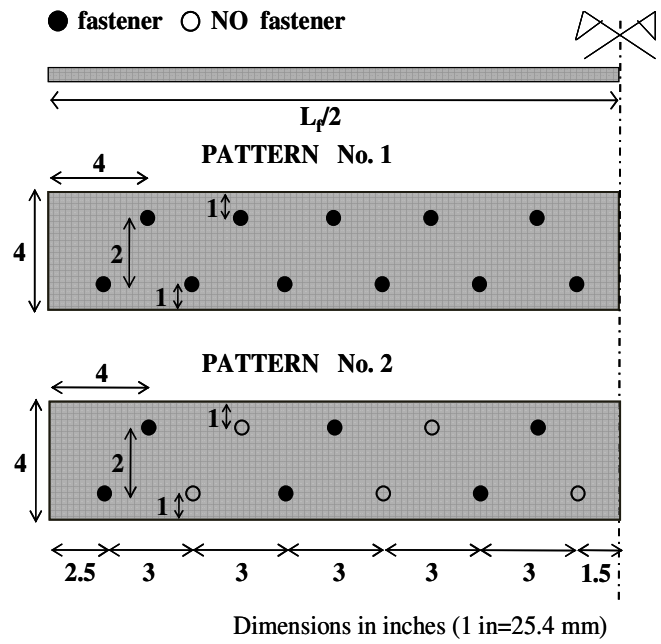 fastener NO fastener
L_f/2
PATTERN No. 1
4
1
4
2
1
PATTERN No. 2
4
1
4
2
1
2.5 3 3 3 3 3 1.5
Dimensions in inches (1 in=25.4 mm)